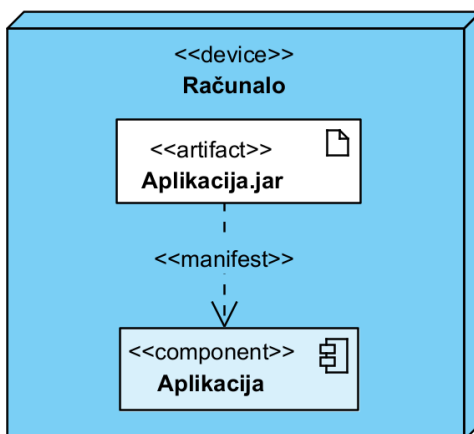 <<device>>
Računalo
<<artifact>>
Aplikacija.jar
<<manifest>>
<<component>>
Aplikacija